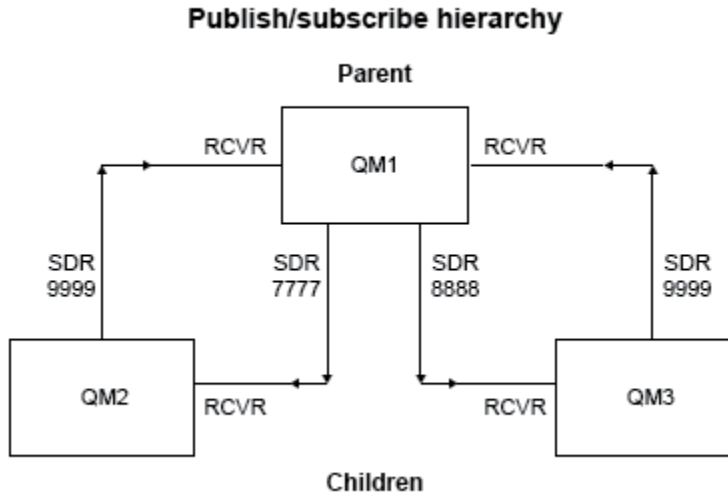 Publish/subscribe hierarchy
Parent
RCVR
QM1
RCVR
SDR
9999
SDR
7777
SDR
8888
SDR
9999
QM2
RCVR
RCVR
QM3
Children